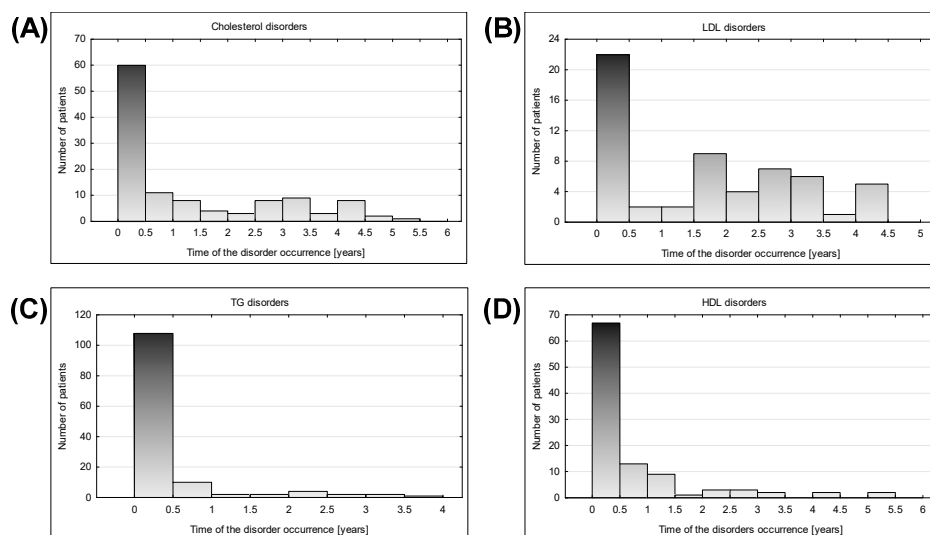 (A)
Cholesterol disorders
Number of patients
70
60
50
40
30
20
10
0
0 0.5 1 1.5 2 2.5 3 3.5 4 4.5 5 5.5 6
Time of the disorder occurrence [years]
(B)
LDL disorders
Number of patients
24
20
16
12
8
4
0
0 0.5 1 1.5 2 2.5 3 3.5 4 4.5 5
Time of the disorder occurrence [years]
(C)
TG disorders
Number of patients
120
100
80
60
40
20
0
0 0.5 1 1.5 2 2.5 3 3.5 4
Time of the disorder occurrence [years]
(D)
HDL disorders
Number of patients
70
60
50
40
30
20
10
0
0 0.5 1 1.5 2 2.5 3 3.5 4 4.5 5 5.5 6
Time of the disorders occurrence [years]